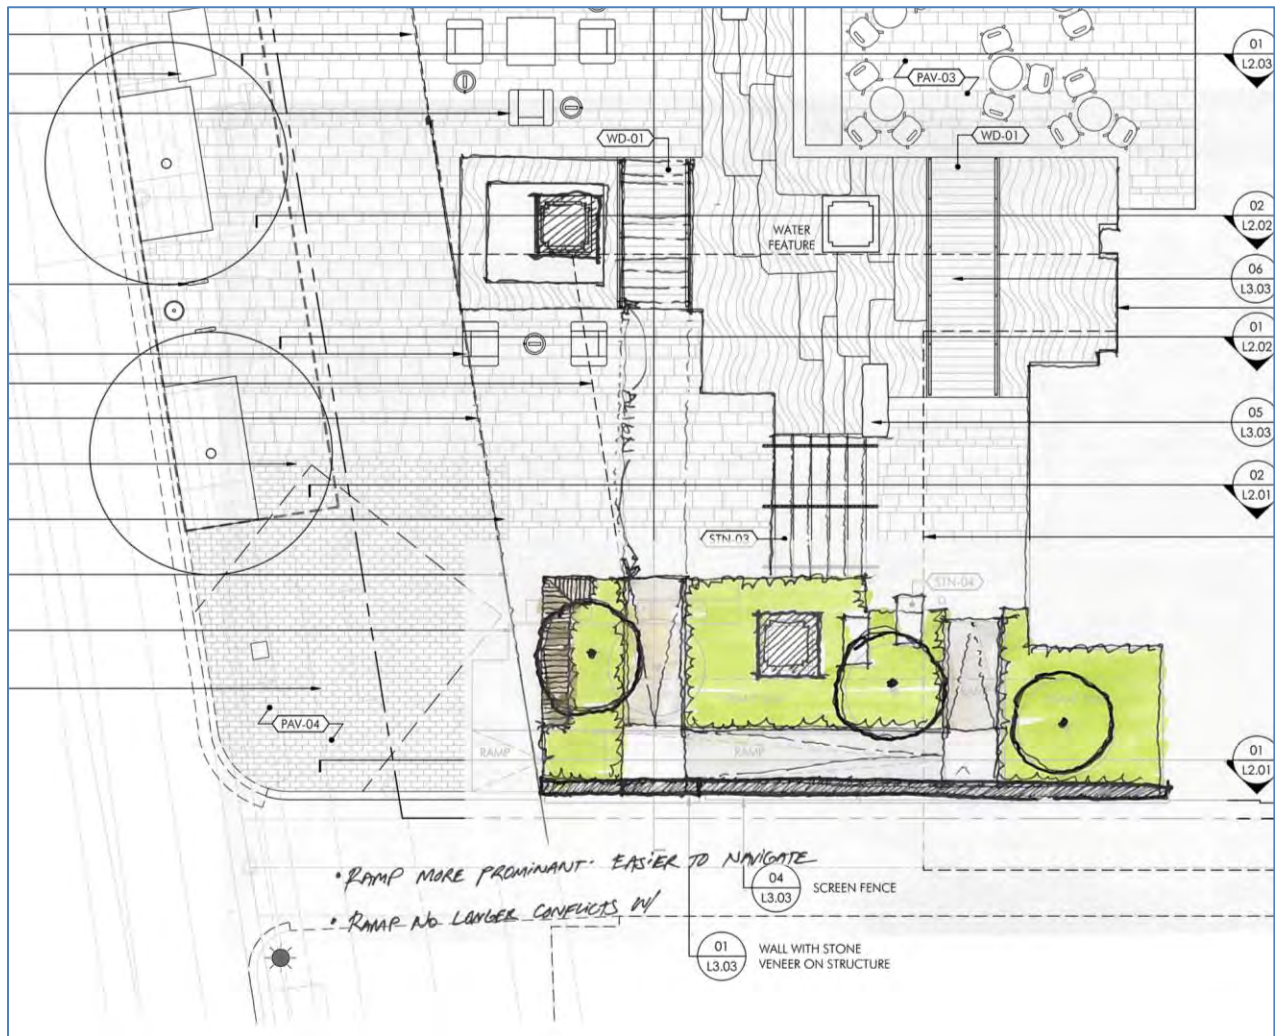 01
L2.03
PAV-03
WD-01
WD-01
02
L2.02
WATER
FEATURE
06
L3.03
01
L2.02
ALIGN
05
L3.03
02
L2.01
STN-03
STN-04
PAV-04
RAMP
RAMP
01
L2.01
• RAMP MORE PROMINANT. EASIER TO NAVIGATE
04
L3.03
SCREEN FENCE
• RAMP NO LONGER CONFLICTS W/
01
L3.03
WALL WITH STONE
VENEER ON STRUCTURE